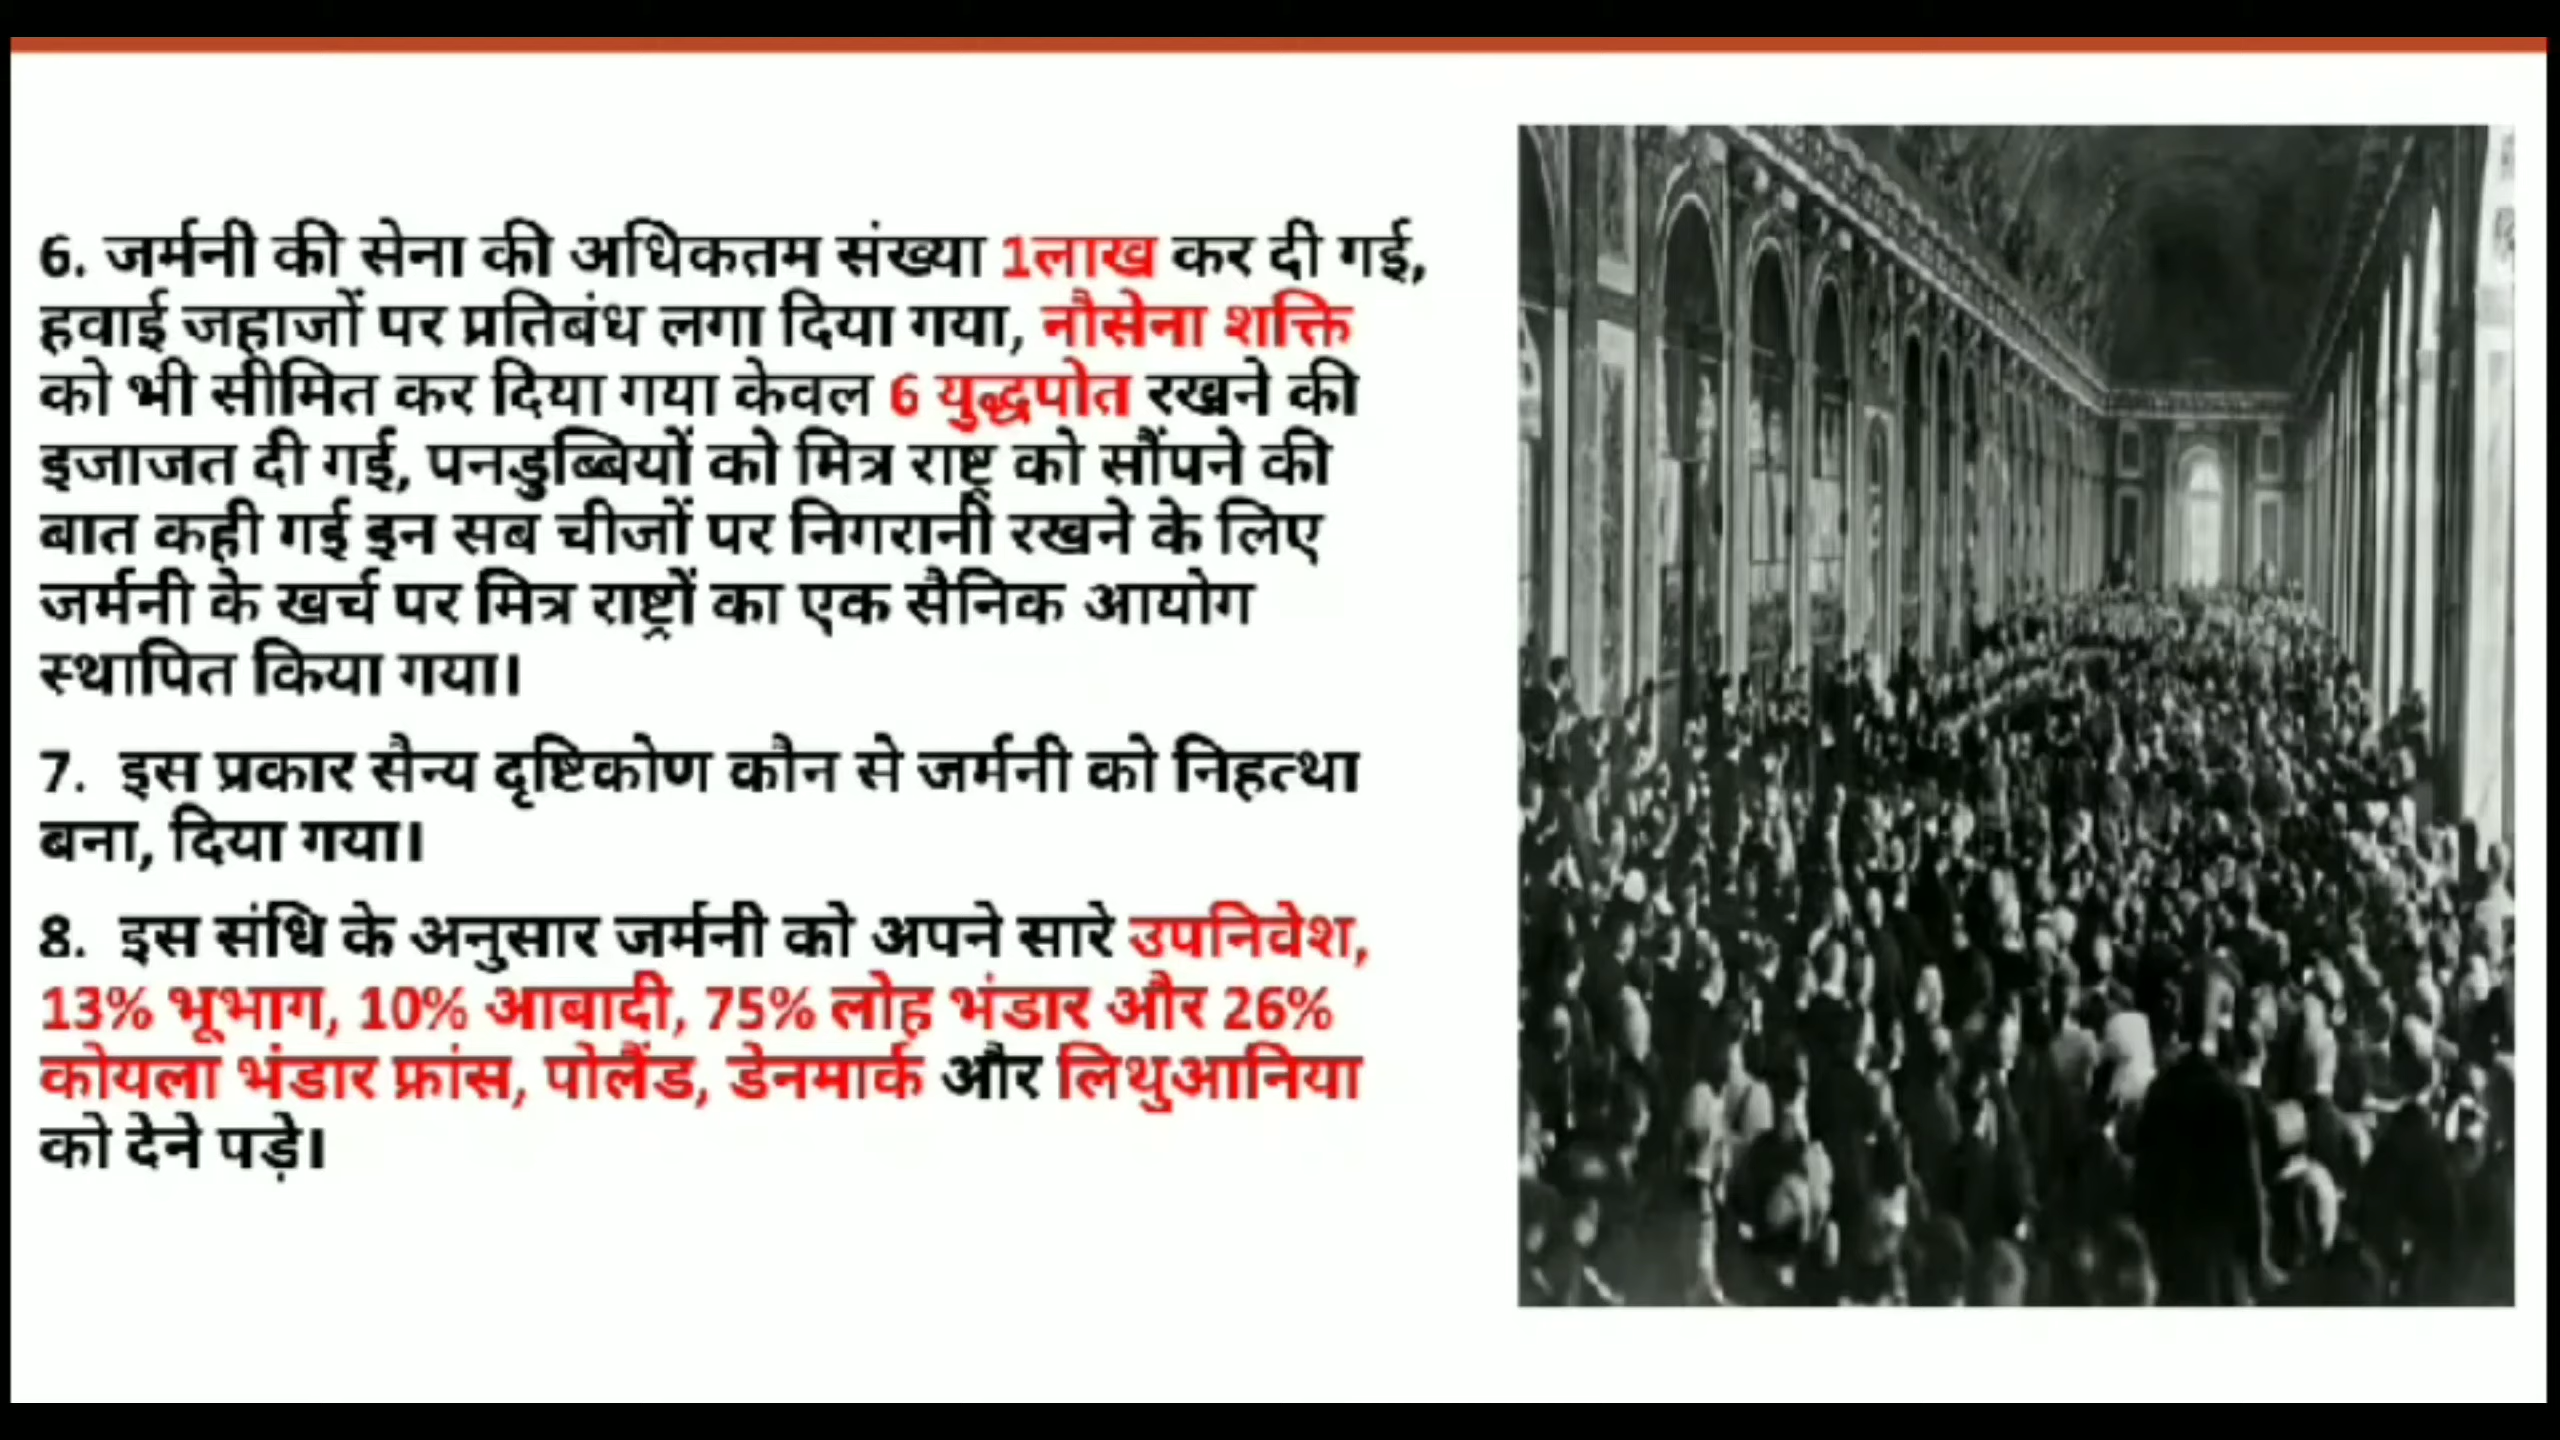 6. जर्मनी की सेना की अधिकतम संख्या 1लाख कर दी गई,
हवाई जहाजों पर प्रतिबंध लगा दिया गया, नौसेना शक्ति
को भी सीमित कर दिया गया केवल 6 युद्धपोत रखने की
इजाजत दी गई, पनडुब्बियों को मित्र राष्ट्र को सौंपने की
बात कही गई इन सब चीजों पर निगरानी रखने के लिए
जर्मनी के खर्च पर मित्र राष्ट्रों का एक सैनिक आयोग
स्थापित किया गया।
7. इस प्रकार सैन्य दृष्टिकोण कौन से जर्मनी को निहत्था
बना, दिया गया।
8. इस संधि के अनुसार जर्मनी को अपने सारे उपनिवेश,
13% भूभाग, 10% आबादी, 75% लोह भंडार और 26%
कोयला भंडार फ्रांस, पोलैंड, डेनमार्क और लिथुआनिया
को देने पड़े।